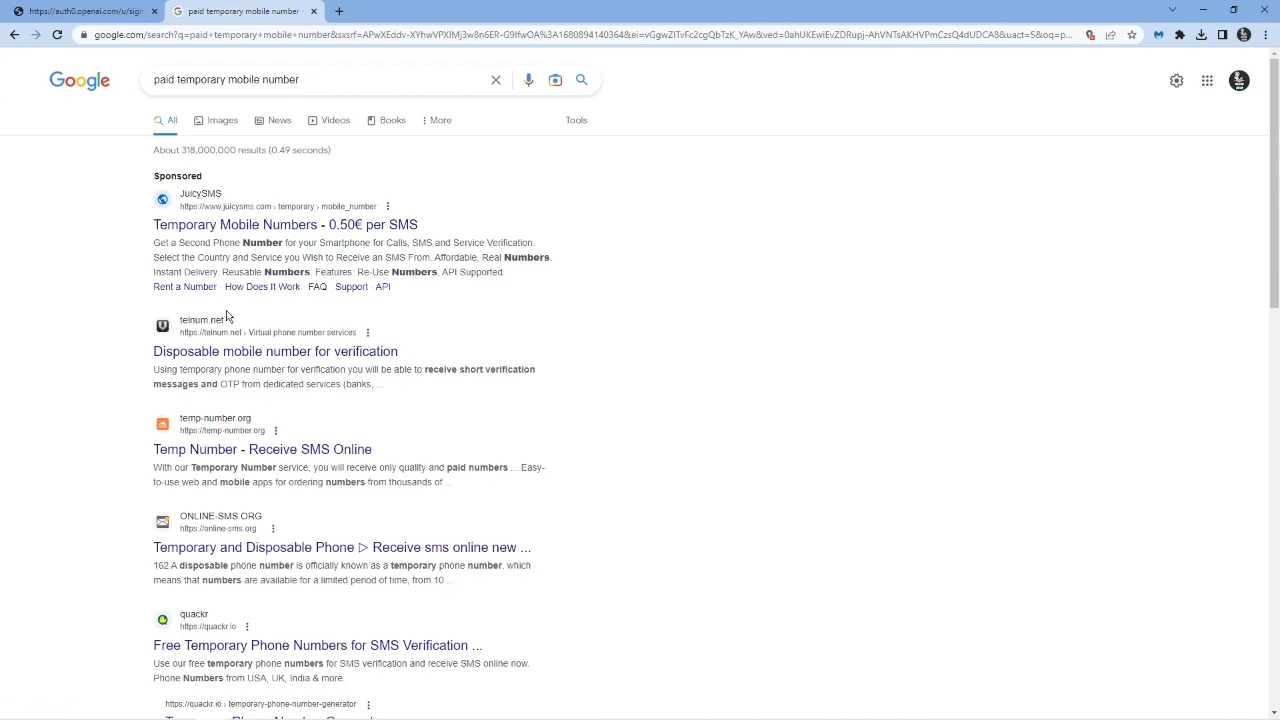 https://auth0.openai.com/u/sign
paid temporary mobile number -
google.com/search?q=paid+temporary+mobile+number&sxsrf=
Google
paid temporary mobile number
All Images News Videos Books More Tools
About 318,000,000 results (0.49 seconds)
Sponsored
JuicySMS
https://www.juicysms.com › temporary › mobile_number
Temporary Mobile Numbers - 0.50€ per SMS
Get a Second Phone Number for your Smartphone for Calls, SMS and Service Verification.
Select the Country and Service you Wish to Receive an SMS From. Affordable. Real Numbers.
Instant Delivery. Reusable Numbers. Features: Re-Use Numbers, API Supported.
Rent a Number · How Does It Work · FAQ · Support · API
telnum.net
https://telnum.net › Virtual phone number services
Disposable mobile number for verification
Using temporary phone number for verification you will be able to receive short verification
messages and OTP from dedicated services (banks, ...
temp-number.org
https://temp-number.org
Temp Number - Receive SMS Online
With our Temporary Number service, you will receive only quality and paid numbers ... Easy-
to-use web and mobile apps for ordering numbers from thousands of ...
ONLINE-SMS.ORG
https://online-sms.org
Temporary and Disposable Phone ▷ Receive sms online new ...
162 A disposable phone number is officially known as a temporary phone number, which
means that numbers are available for a limited period of time, from 10 ...
quackr
https://quackr.io
Free Temporary Phone Numbers for SMS Verification ...
Use our free temporary phone numbers for SMS verification and receive SMS online now.
Phone Numbers from USA, UK, India & more.
https://quackr.io › temporary-phone-number-generator